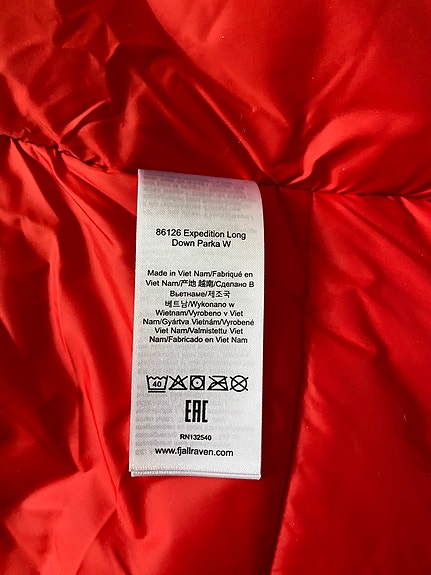 86126 Expedition Long
Down Parka W
Made in Viet Nam/Fabriqué en
Viet Nam/产地 越南/Сделано В
Вьетнаме/제조국
베트남/Wykonano w
Wietnam/Vyrobeno v Viet
Nam/Gyártva Vietnám/Vyrobené
Viet Nam/Valmistettu Viet
Nam/Fabricado en Viet Nam
40
EAC
RN132540
www.fjallraven.com